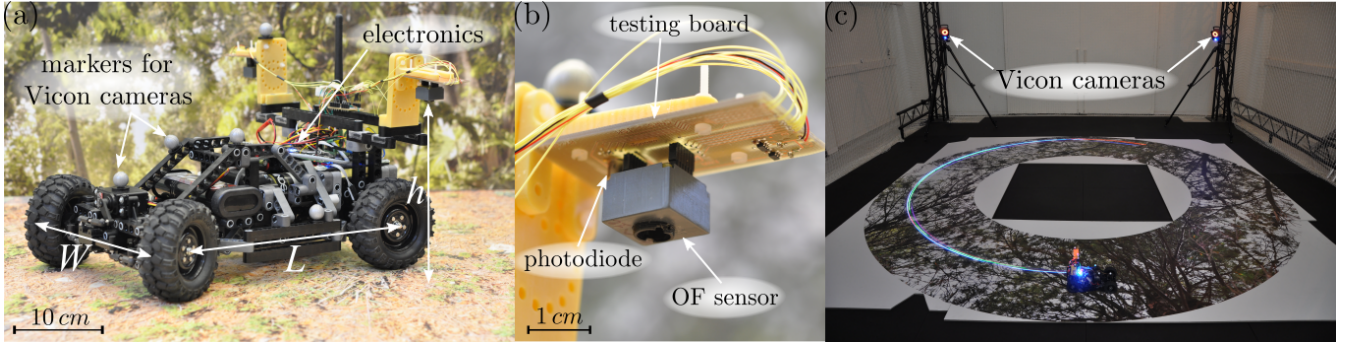 (a)
electronics
markers for
Vicon cameras
h
W
L
10 cm
(b)
testing board
photodiode
OF sensor
1 cm
(c)
Vicon cameras